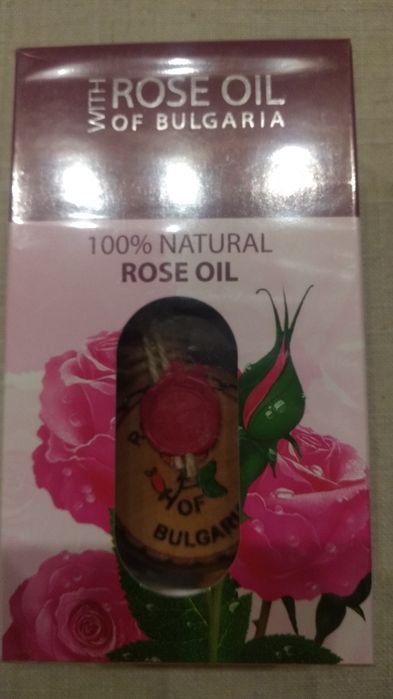 WITH ROSE OIL
OF BULGARIA
100% NATURAL
ROSE OIL
OF
BULGARIA